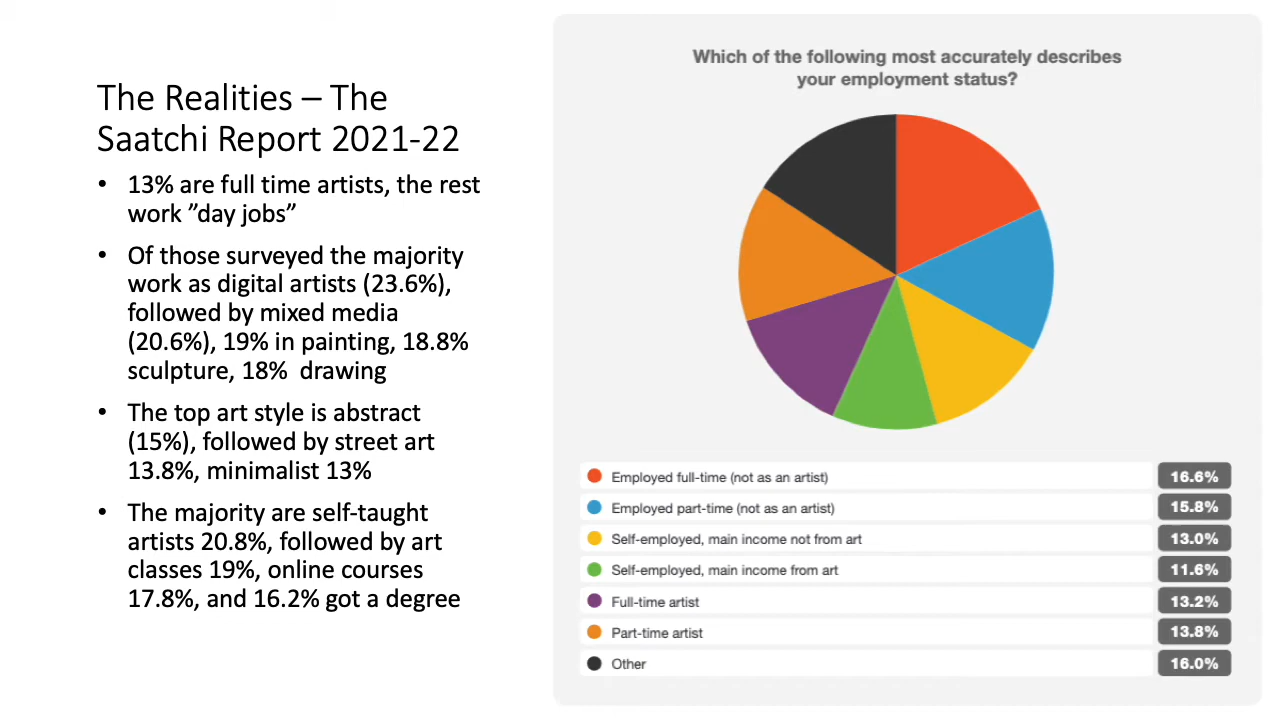 The Realities – The
Saatchi Report 2021-22
• 13% are full time artists, the rest
work ”day jobs”
• Of those surveyed the majority
work as digital artists (23.6%),
followed by mixed media
(20.6%), 19% in painting, 18.8%
sculpture, 18% drawing
• The top art style is abstract
(15%), followed by street art
13.8%, minimalist 13%
• The majority are self-taught
artists 20.8%, followed by art
classes 19%, online courses
17.8%, and 16.2% got a degree
Which of the following most accurately describes
your employment status?
Employed full-time (not as an artist) 16.6%
Employed part-time (not as an artist) 15.8%
Self-employed, main income not from art 13.0%
Self-employed, main income from art 11.6%
Full-time artist 13.2%
Part-time artist 13.8%
Other 16.0%